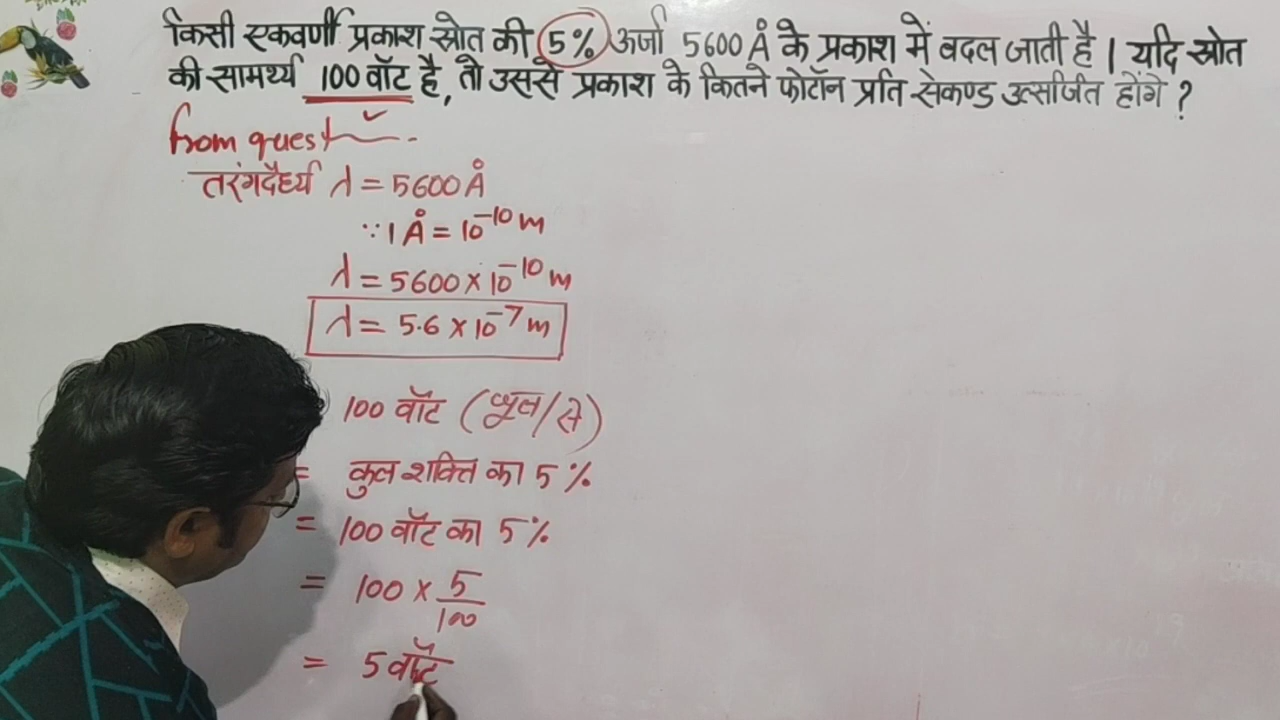 किसी एकवर्णी प्रकाश स्रोत की 5% ऊर्जा 5600 Å के प्रकाश में बदल जाती है । यदि स्रोत
की सामर्थ्य 100 वॉट है, तो उससे प्रकाश के कितने फोटॉन प्रति सेकण्ड उत्सर्जित होंगे ?
from quest
तरंगदैर्ध्य λ = 5600 Å
∵ 1 Å = 10⁻¹⁰ m
λ = 5600 × 10⁻¹⁰ m
λ = 5.6 × 10⁻⁷ m
100 वॉट (जूल/से)
= कुल शक्ति का 5 %
= 100 वॉट का 5 %
= 100 × 5/100
= 5 वॉट